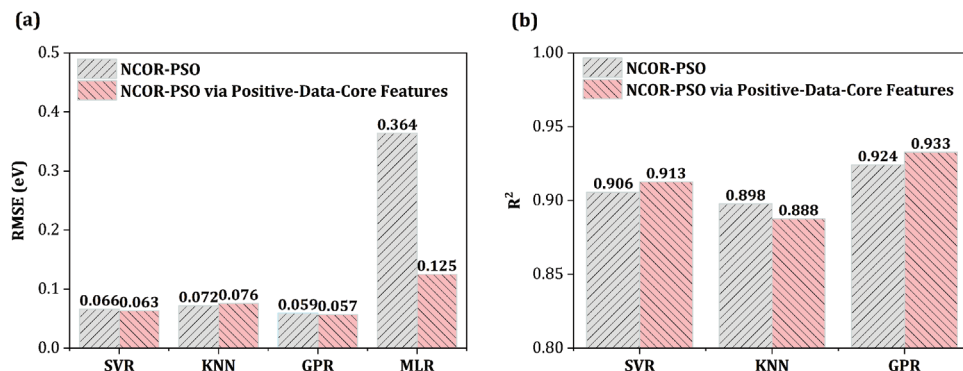 (a)
NCOR-PSO
NCOR-PSO via Positive-Data-Core Features
RMSE (eV)
0.5
0.4
0.3
0.2
0.1
0.0
0.066
0.063
0.072
0.076
0.059
0.057
0.364
0.125
SVR
KNN
GPR
MLR
(b)
NCOR-PSO
NCOR-PSO via Positive-Data-Core Features
R²
1.00
0.95
0.90
0.85
0.80
0.906
0.913
0.898
0.888
0.924
0.933
SVR
KNN
GPR